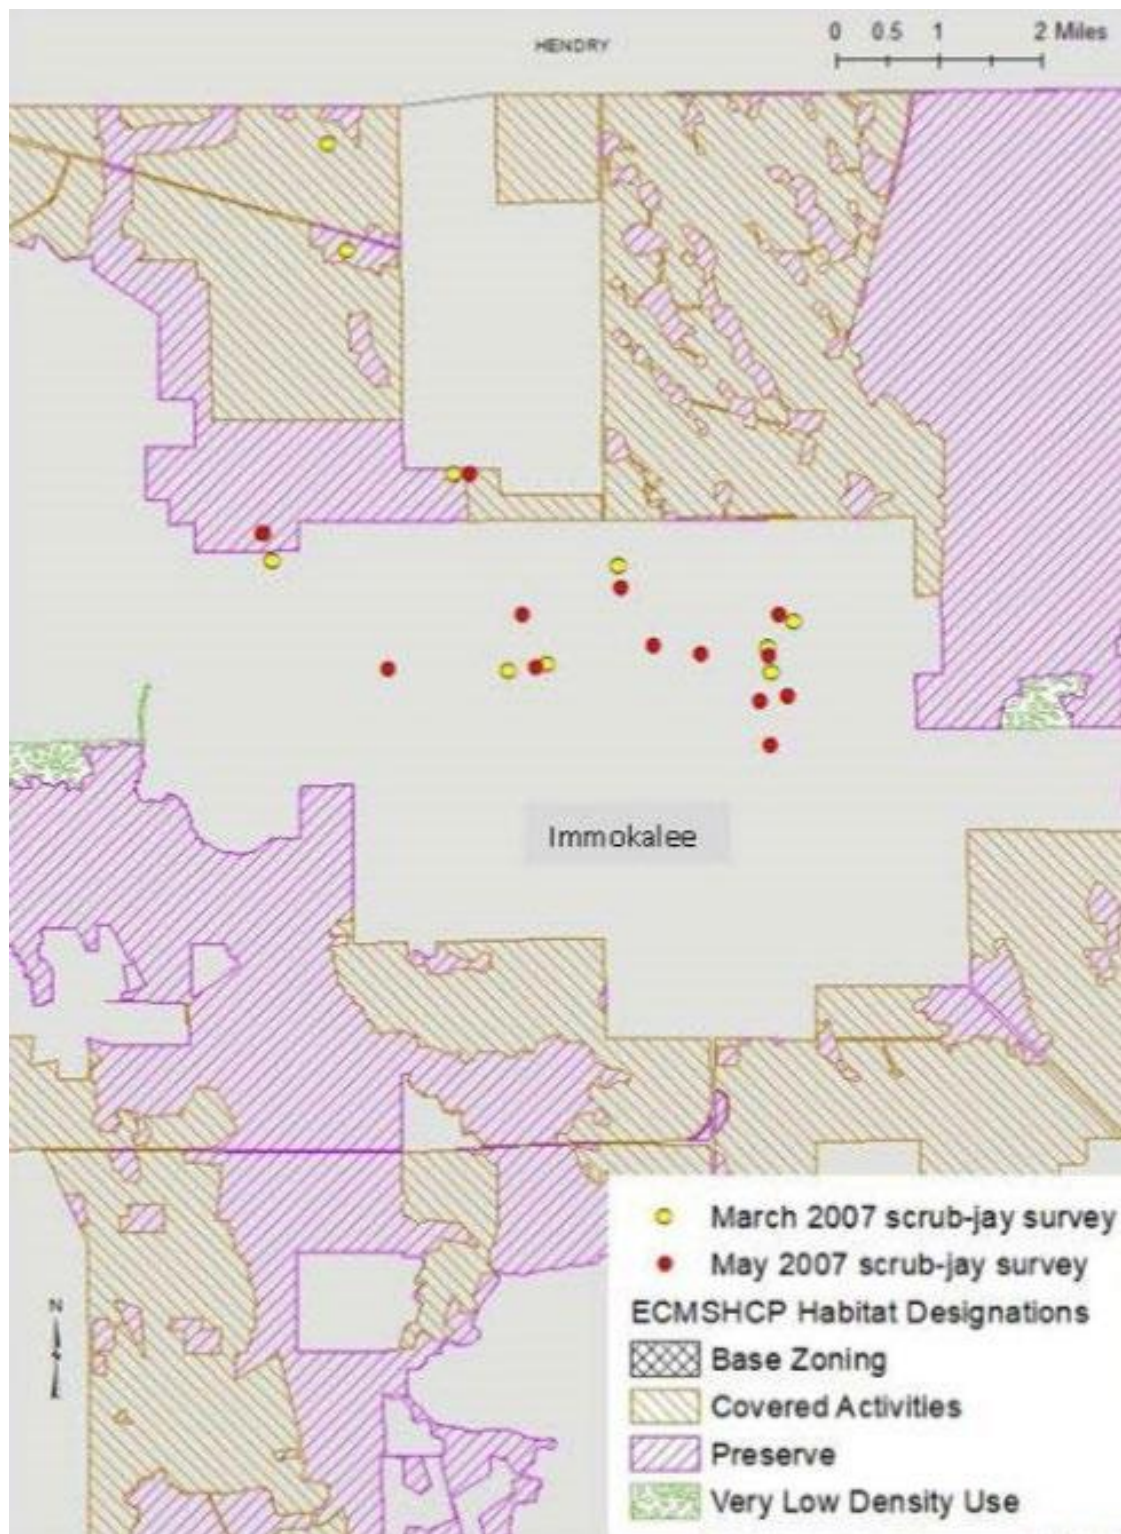 HENDRY
0 0.5 1 2 Miles
Immokalee
March 2007 scrub-jay survey
May 2007 scrub-jay survey
ECMSHCP Habitat Designations
N
Base Zoning
Covered Activities
Preserve
Very Low Density Use